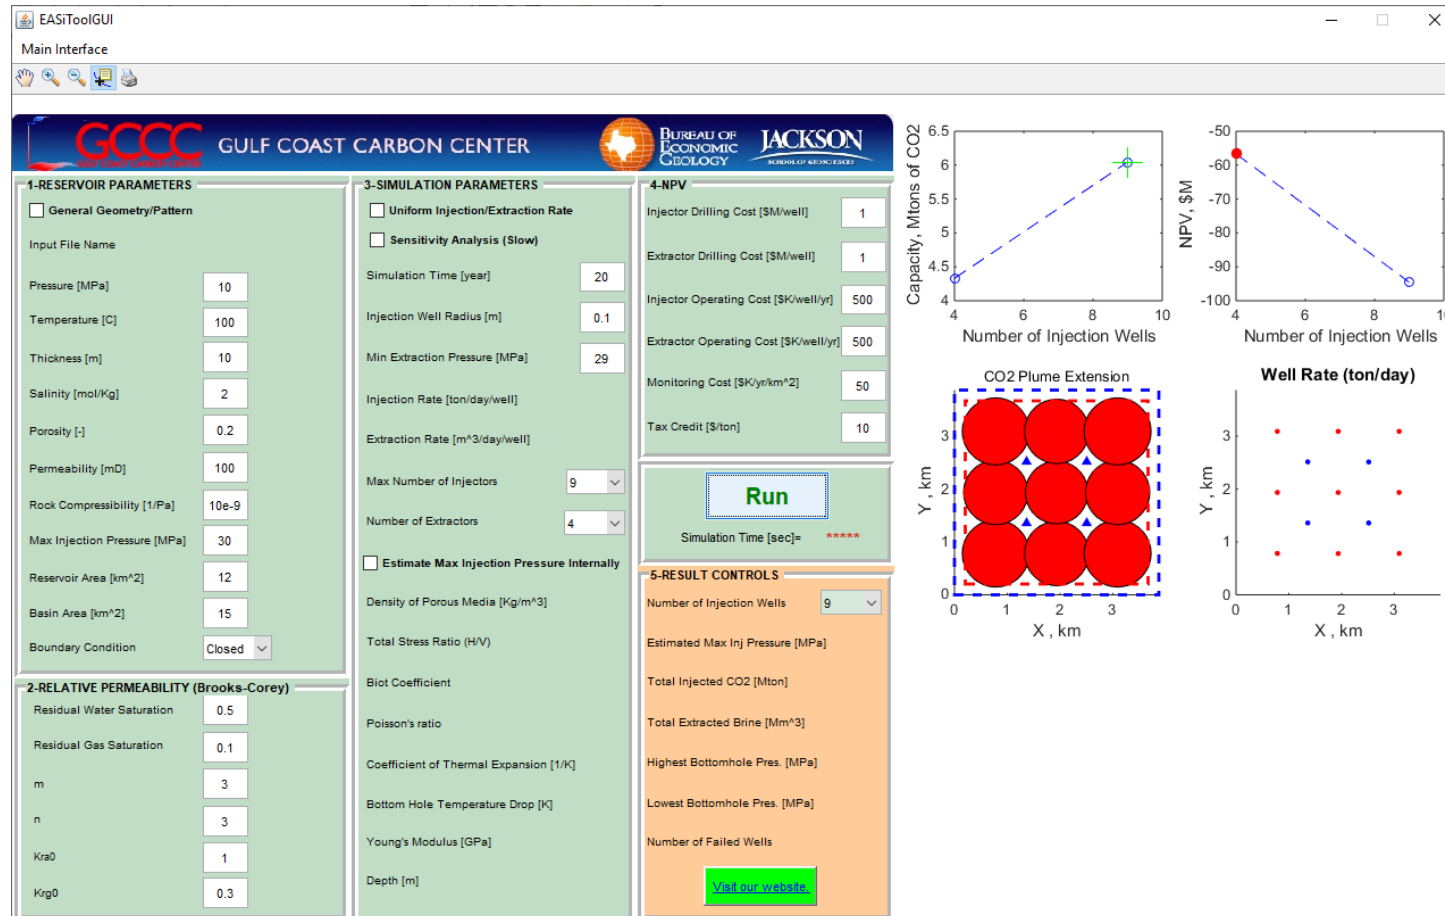 EASiToolGUI
Main Interface
GCCC
GULF COAST CARBON CENTER
GULF COAST CARBON CENTER
BUREAU OF
ECONOMIC
GEOLOGY
JACKSON
SCHOOL OF GEOSCIENCES
1-RESERVOIR PARAMETERS
General Geometry/Pattern
Input File Name
Pressure [MPa] 10
Temperature [C] 100
Thickness [m] 10
Salinity [mol/Kg] 2
Porosity [-] 0.2
Permeability [mD] 100
Rock Compressibility [1/Pa] 10e-9
Max Injection Pressure [MPa] 30
Reservoir Area [km^2] 12
Basin Area [km^2] 15
Boundary Condition Closed
2-RELATIVE PERMEABILITY (Brooks-Corey)
Residual Water Saturation 0.5
Residual Gas Saturation 0.1
m 3
n 3
Kra0 1
Krg0 0.3
3-SIMULATION PARAMETERS
Uniform Injection/Extraction Rate
Sensitivity Analysis (Slow)
Simulation Time [year] 20
Injection Well Radius [m] 0.1
Min Extraction Pressure [MPa] 29
Injection Rate [ton/day/well]
Extraction Rate [m^3/day/well]
Max Number of Injectors 9
Number of Extractors 4
Estimate Max Injection Pressure Internally
Density of Porous Media [Kg/m^3]
Total Stress Ratio (H/V)
Biot Coefficient
Poisson's ratio
Coefficient of Thermal Expansion [1/K]
Bottom Hole Temperature Drop [K]
Young's Modulus [GPa]
Depth [m]
4-NPV
Injector Drilling Cost [$M/well] 1
Extractor Drilling Cost [$M/well] 1
Injector Operating Cost [$K/well/yr] 500
Extractor Operating Cost [$K/well/yr] 500
Monitoring Cost [$K/yr/km^2] 50
Tax Credit [$/ton] 10
Run
Simulation Time [sec]= *****
5-RESULT CONTROLS
Number of Injection Wells 9
Estimated Max Inj Pressure [MPa]
Total Injected CO2 [Mton]
Total Extracted Brine [Mm^3]
Highest Bottomhole Pres. [MPa]
Lowest Bottomhole Pres. [MPa]
Number of Failed Wells
Visit our website.
Capacity, Mtons of CO2
6.5
6
5.5
5
4.5
4
4 6 8 10
Number of Injection Wells
NPV, $M
-50
-60
-70
-80
-90
-100
4 6 8 10
Number of Injection Wells
CO2 Plume Extension
Y , km
3
2
1
0
0 1 2 3
X , km
Well Rate (ton/day)
Y , km
3
2
1
0
0 1 2 3
X , km